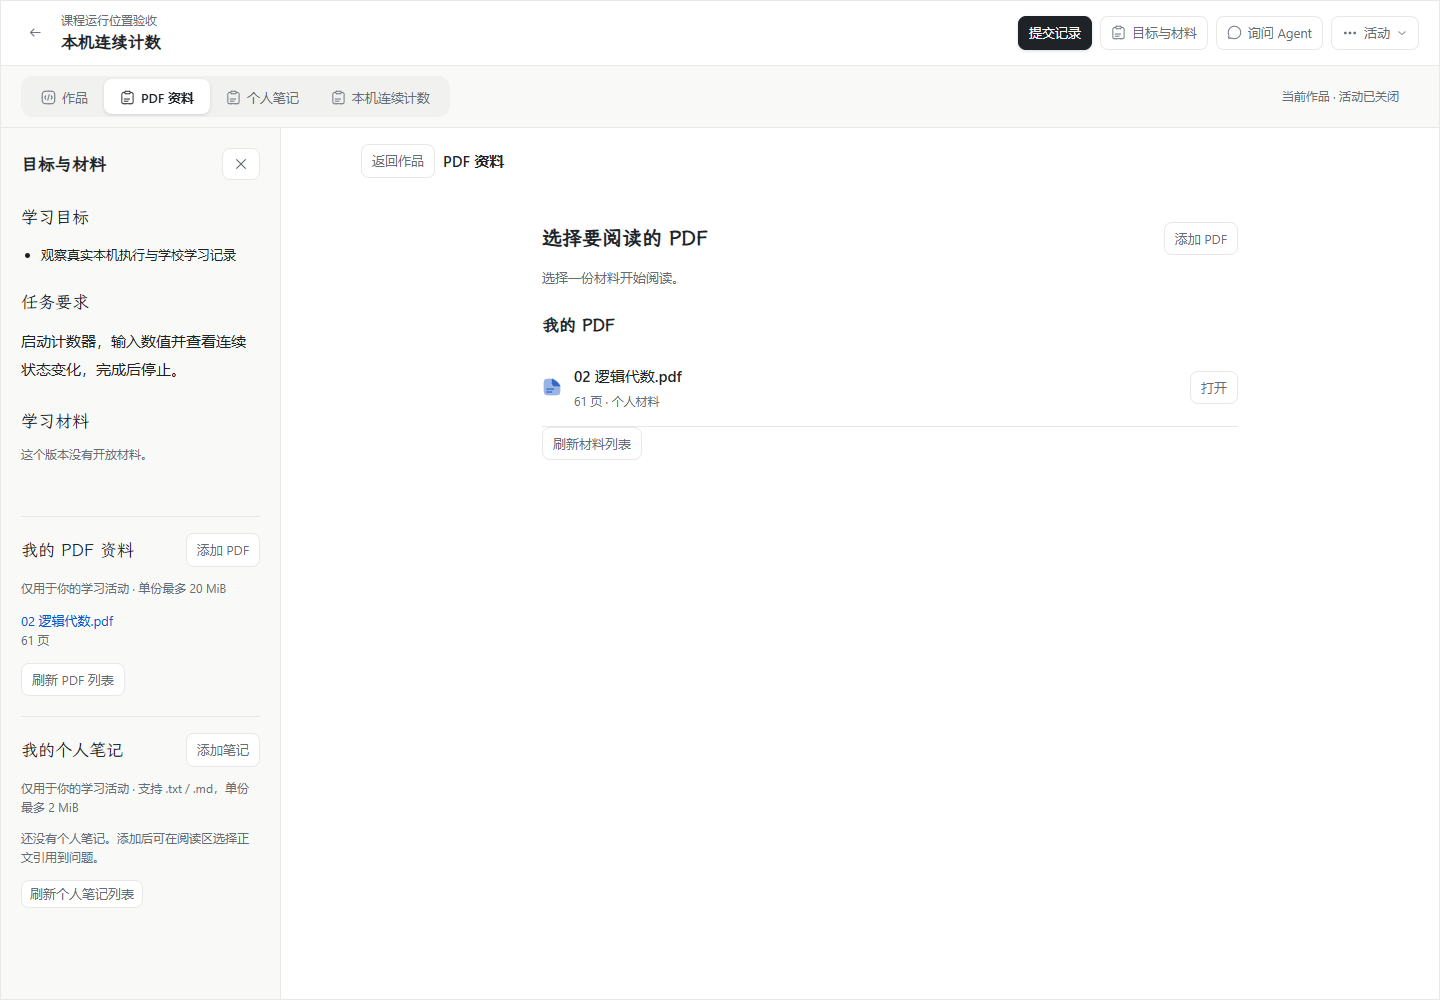 课程运行位置验收
本机连续计数
提交记录
目标与材料
询问 Agent
活动
作品
PDF 资料
个人笔记
本机连续计数
当前作品 · 活动已关闭
目标与材料
学习目标
观察真实本机执行与学校学习记录
任务要求
启动计数器，输入数值并查看连续
状态变化，完成后停止。
学习材料
这个版本没有开放材料。
我的 PDF 资料
添加 PDF
仅用于你的学习活动 · 单份最多 20 MiB
02 逻辑代数.pdf
61 页
刷新 PDF 列表
我的个人笔记
添加笔记
仅用于你的学习活动 · 支持 .txt / .md，单份
最多 2 MiB
还没有个人笔记。添加后可在阅读区选择正
文引用到问题。
刷新个人笔记列表
返回作品
PDF 资料
选择要阅读的 PDF
添加 PDF
选择一份材料开始阅读。
我的 PDF
02 逻辑代数.pdf
61 页 · 个人材料
打开
刷新材料列表